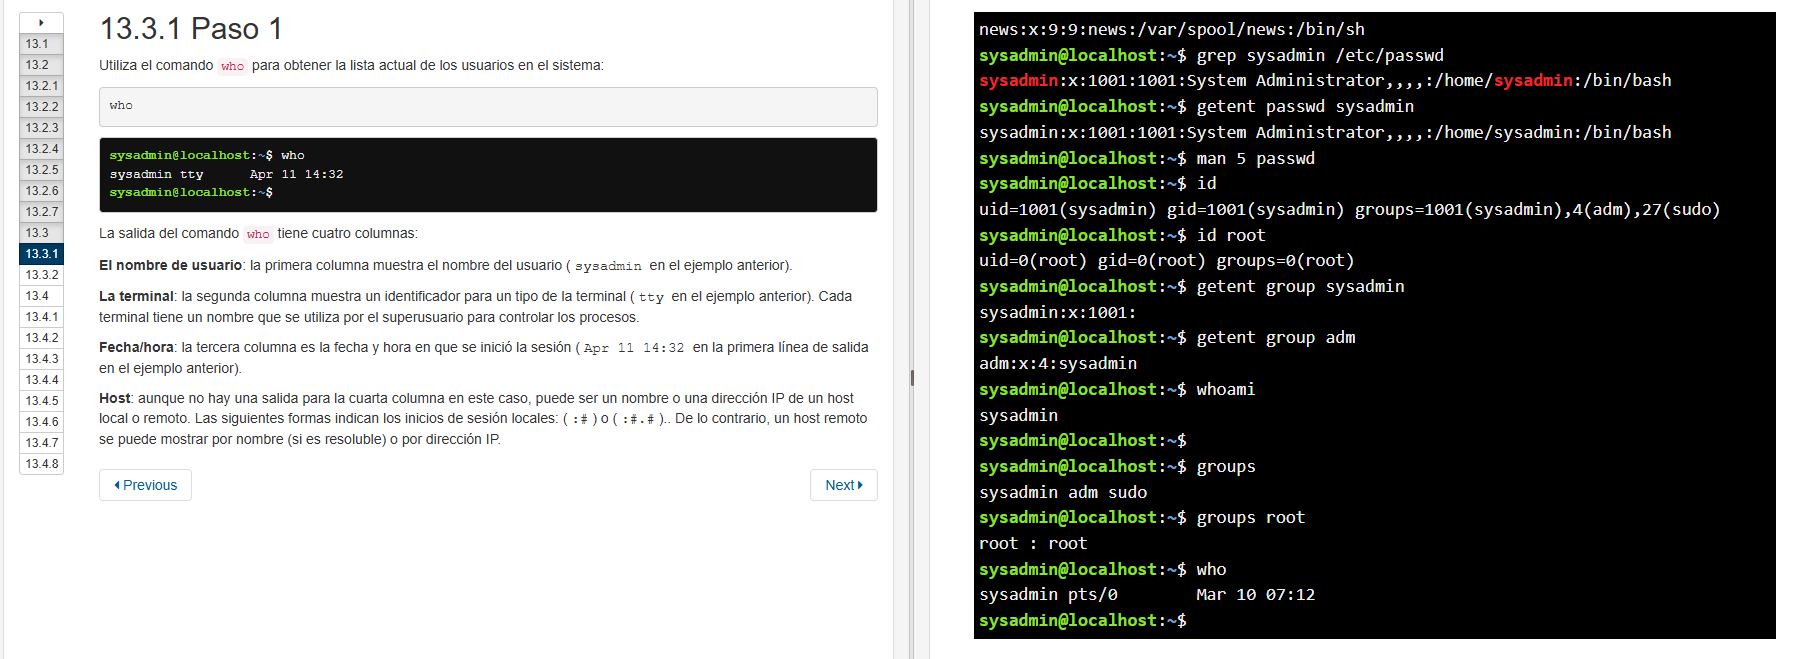 13.1
13.2
13.2.1
13.2.2
13.2.3
13.2.4
13.2.5
13.2.6
13.2.7
13.3
13.3.1
13.3.2
13.4
13.4.1
13.4.2
13.4.3
13.4.4
13.4.5
13.4.6
13.4.7
13.4.8
13.3.1 Paso 1
Utiliza el comando who para obtener la lista actual de los usuarios en el sistema:
who
sysadmin@localhost:~$ who
sysadmin tty      Apr 11 14:32
sysadmin@localhost:~$
La salida del comando who tiene cuatro columnas:
El nombre de usuario: la primera columna muestra el nombre del usuario ( sysadmin en el ejemplo anterior).
La terminal: la segunda columna muestra un identificador para un tipo de la terminal ( tty en el ejemplo anterior). Cada
terminal tiene un nombre que se utiliza por el superusuario para controlar los procesos.
Fecha/hora: la tercera columna es la fecha y hora en que se inició la sesión ( Apr 11 14:32 en la primera línea de salida
en el ejemplo anterior).
Host: aunque no hay una salida para la cuarta columna en este caso, puede ser un nombre o una dirección IP de un host
local o remoto. Las siguientes formas indican los inicios de sesión locales: ( :# ) o ( :#.# ).. De lo contrario, un host remoto
se puede mostrar por nombre (si es resoluble) o por dirección IP.
Previous
Next
news:x:9:9:news:/var/spool/news:/bin/sh
sysadmin@localhost:~$ grep sysadmin /etc/passwd
sysadmin:x:1001:1001:System Administrator,,,,:/home/sysadmin:/bin/bash
sysadmin@localhost:~$ getent passwd sysadmin
sysadmin:x:1001:1001:System Administrator,,,,:/home/sysadmin:/bin/bash
sysadmin@localhost:~$ man 5 passwd
sysadmin@localhost:~$ id
uid=1001(sysadmin) gid=1001(sysadmin) groups=1001(sysadmin),4(adm),27(sudo)
sysadmin@localhost:~$ id root
uid=0(root) gid=0(root) groups=0(root)
sysadmin@localhost:~$ getent group sysadmin
sysadmin:x:1001:
sysadmin@localhost:~$ getent group adm
adm:x:4:sysadmin
sysadmin@localhost:~$ whoami
sysadmin
sysadmin@localhost:~$
sysadmin@localhost:~$ groups
sysadmin adm sudo
sysadmin@localhost:~$ groups root
root : root
sysadmin@localhost:~$ who
sysadmin pts/0        Mar 10 07:12
sysadmin@localhost:~$